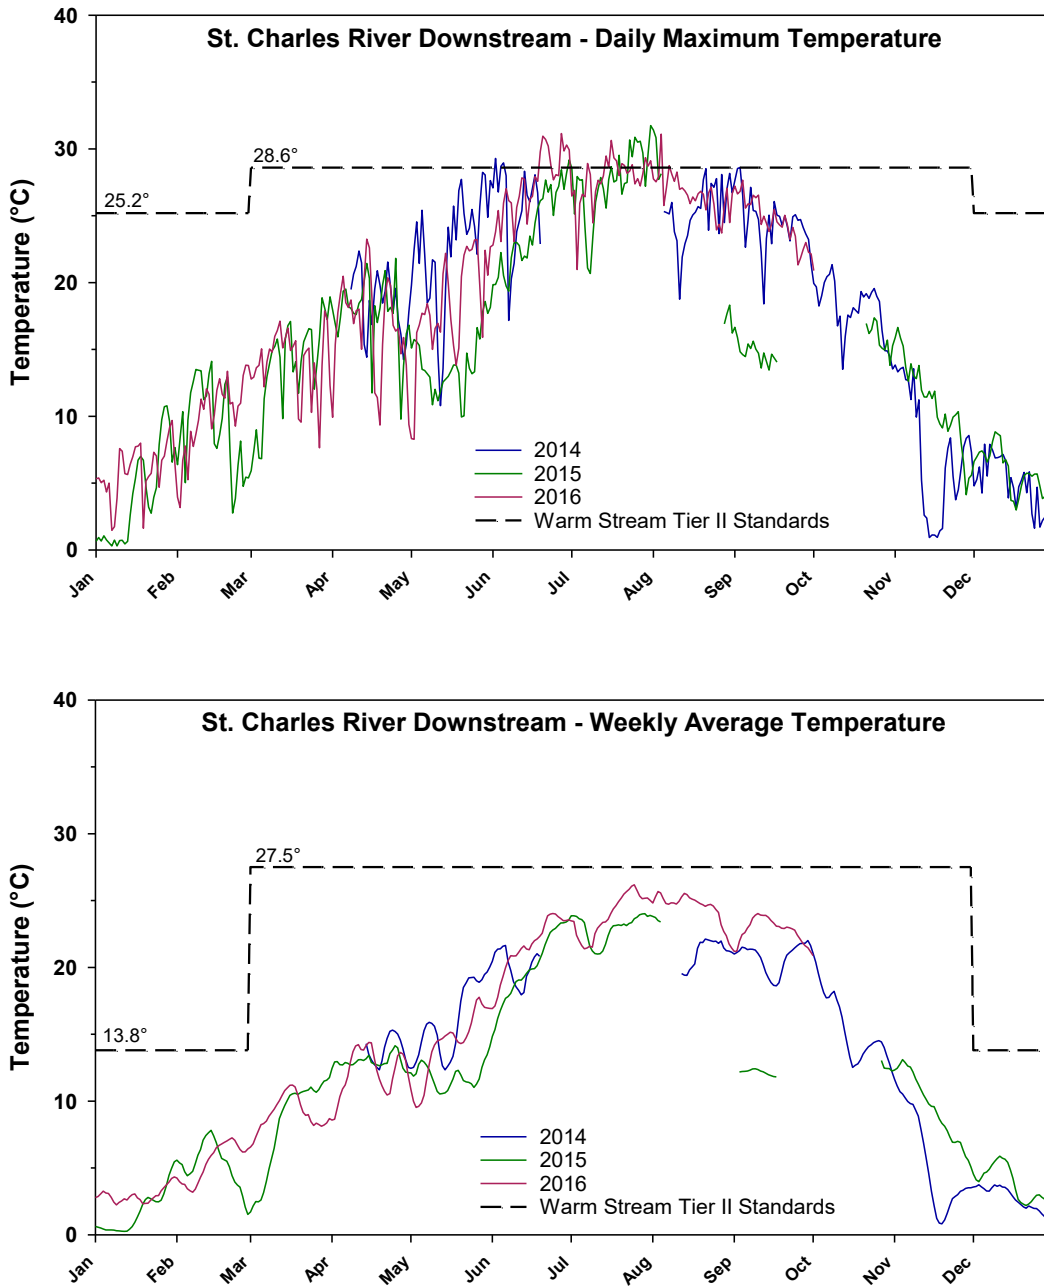 St. Charles River Downstream - Daily Maximum Temperature
Temperature (°C)
40
30
20
10
0
25.2°
28.6°
2014
2015
2016
Warm Stream Tier II Standards
Jan Feb Mar Apr May Jun Jul Aug Sep Oct Nov Dec
St. Charles River Downstream - Weekly Average Temperature
Temperature (°C)
40
30
20
10
0
13.8°
27.5°
2014
2015
2016
Warm Stream Tier II Standards
Jan Feb Mar Apr May Jun Jul Aug Sep Oct Nov Dec